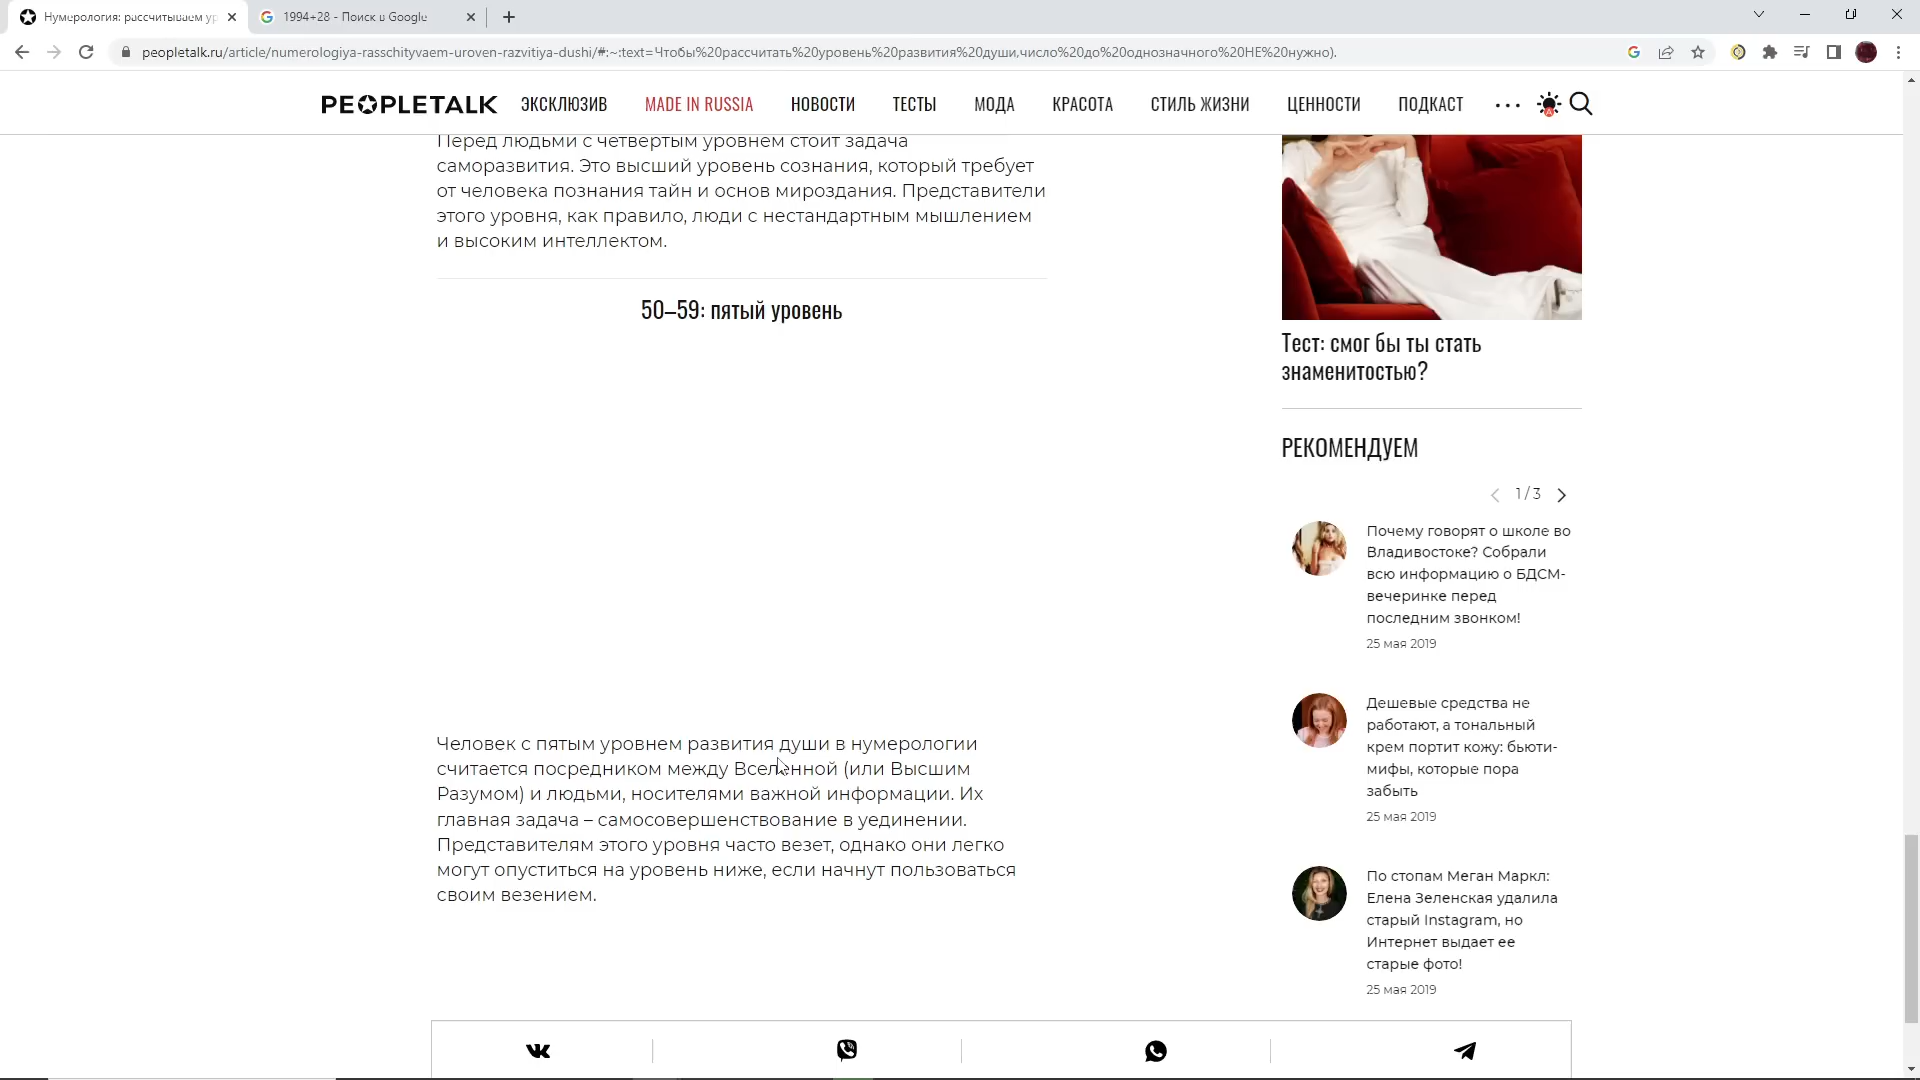 Нумерология: рассчитываем ур
1994+28 - Поиск в Google
peopletalk.ru/article/numerologiya-rasschityvaem-uroven-razvitiya-dushi/#:~:text=Чтобы%20рассчитать%20уровень%20развития%20души,число%20до%20однозначного%20НЕ%20нужно).
PEOPLETALK ЭКСКЛЮЗИВ MADE IN RUSSIA НОВОСТИ ТЕСТЫ МОДА КРАСОТА СТИЛЬ ЖИЗНИ ЦЕННОСТИ ПОДКАСТ
Перед людьми с четвертым уровнем стоит задача
саморазвития. Это высший уровень сознания, который требует
от человека познания тайн и основ мироздания. Представители
этого уровня, как правило, люди с нестандартным мышлением
и высоким интеллектом.
50–59: пятый уровень
Человек с пятым уровнем развития души в нумерологии
считается посредником между Вселенной (или Высшим
Разумом) и людьми, носителями важной информации. Их
главная задача – самосовершенствование в уединении.
Представителям этого уровня часто везет, однако они легко
могут опуститься на уровень ниже, если начнут пользоваться
своим везением.
Тест: смог бы ты стать
знаменитостью?
РЕКОМЕНДУЕМ
1 / 3
Почему говорят о школе во
Владивостоке? Собрали
всю информацию о БДСМ-
вечеринке перед
последним звонком!
25 мая 2019
Дешевые средства не
работают, а тональный
крем портит кожу: бьюти-
мифы, которые пора
забыть
25 мая 2019
По стопам Меган Маркл:
Елена Зеленская удалила
старый Instagram, но
Интернет выдает ее
старые фото!
25 мая 2019